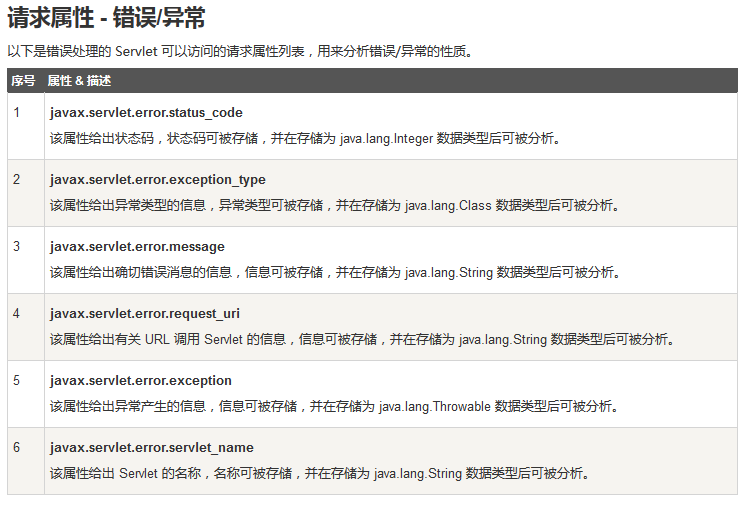 请求属性 - 错误/异常
以下是错误处理的 Servlet 可以访问的请求属性列表，用来分析错误/异常的性质。
序号 属性 & 描述
1 javax.servlet.error.status_code
该属性给出状态码，状态码可被存储，并在存储为 java.lang.Integer 数据类型后可被分析。
2 javax.servlet.error.exception_type
该属性给出异常类型的信息，异常类型可被存储，并在存储为 java.lang.Class 数据类型后可被分析。
3 javax.servlet.error.message
该属性给出确切错误消息的信息，信息可被存储，并在存储为 java.lang.String 数据类型后可被分析。
4 javax.servlet.error.request_uri
该属性给出有关 URL 调用 Servlet 的信息，信息可被存储，并在存储为 java.lang.String 数据类型后可被分析。
5 javax.servlet.error.exception
该属性给出异常产生的信息，信息可被存储，并在存储为 java.lang.Throwable 数据类型后可被分析。
6 javax.servlet.error.servlet_name
该属性给出 Servlet 的名称，名称可被存储，并在存储为 java.lang.String 数据类型后可被分析。